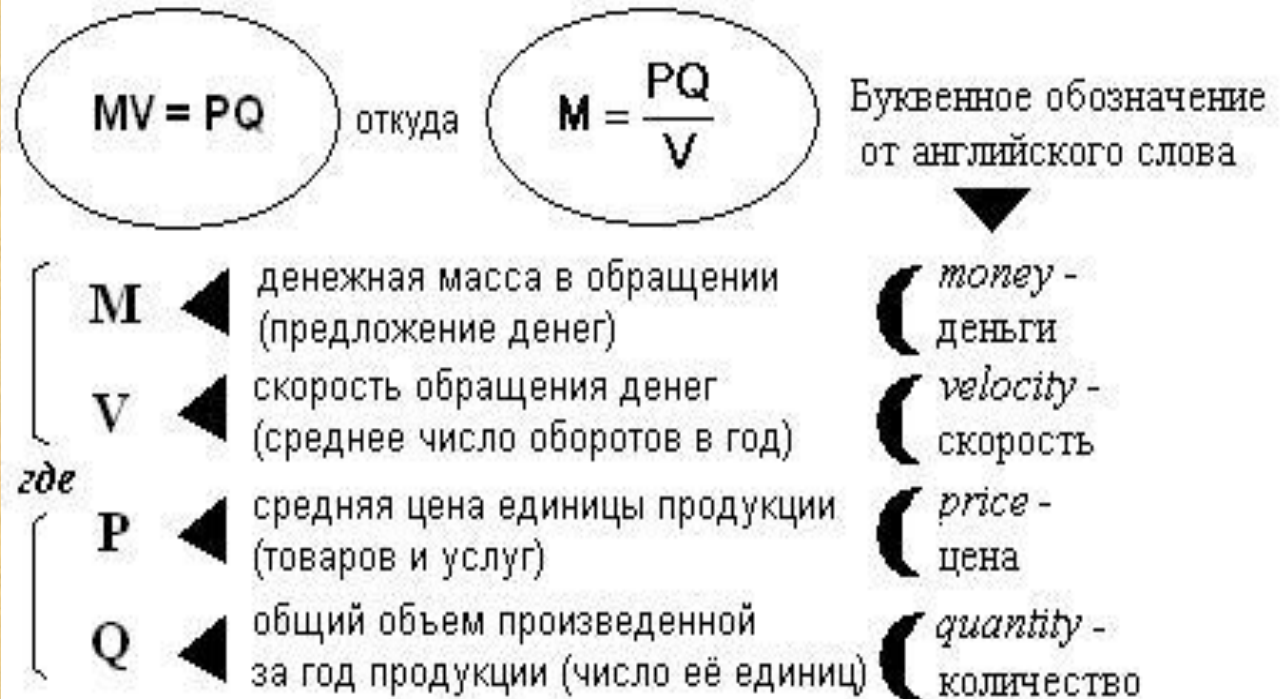 MV = PQ откуда M = PQ / V
Буквенное обозначение
от английского слова
M денежная масса в обращении
(предложение денег)
money -
деньги
V скорость обращения денег
(среднее число оборотов в год)
velocity -
скорость
где
P средняя цена единицы продукции
(товаров и услуг)
price -
цена
Q общий объем произведенной
за год продукции (число её единиц)
quantity -
количество